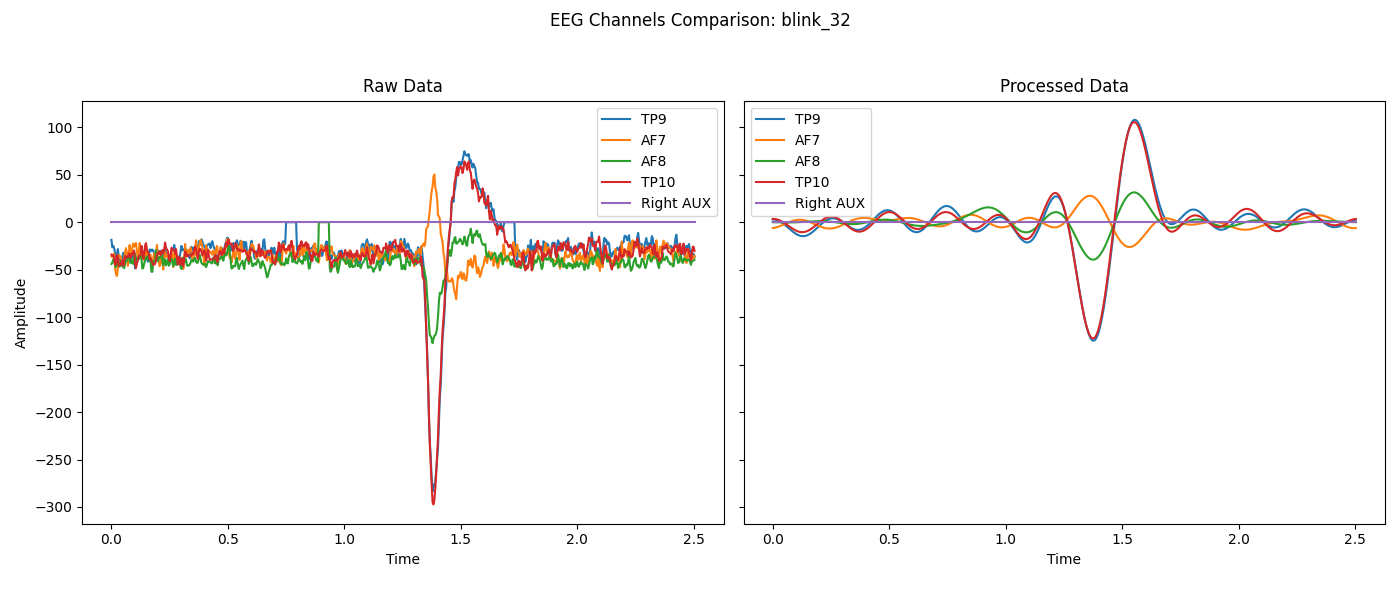 EEG Channels Comparison: blink_32
Raw Data
Processed Data
TP9
AF7
AF8
TP10
Right AUX
TP9
AF7
AF8
TP10
Right AUX
100
50
0
−50
−100
−150
−200
−250
−300
Amplitude
0.0 0.5 1.0 1.5 2.0 2.5
0.0 0.5 1.0 1.5 2.0 2.5
Time
Time